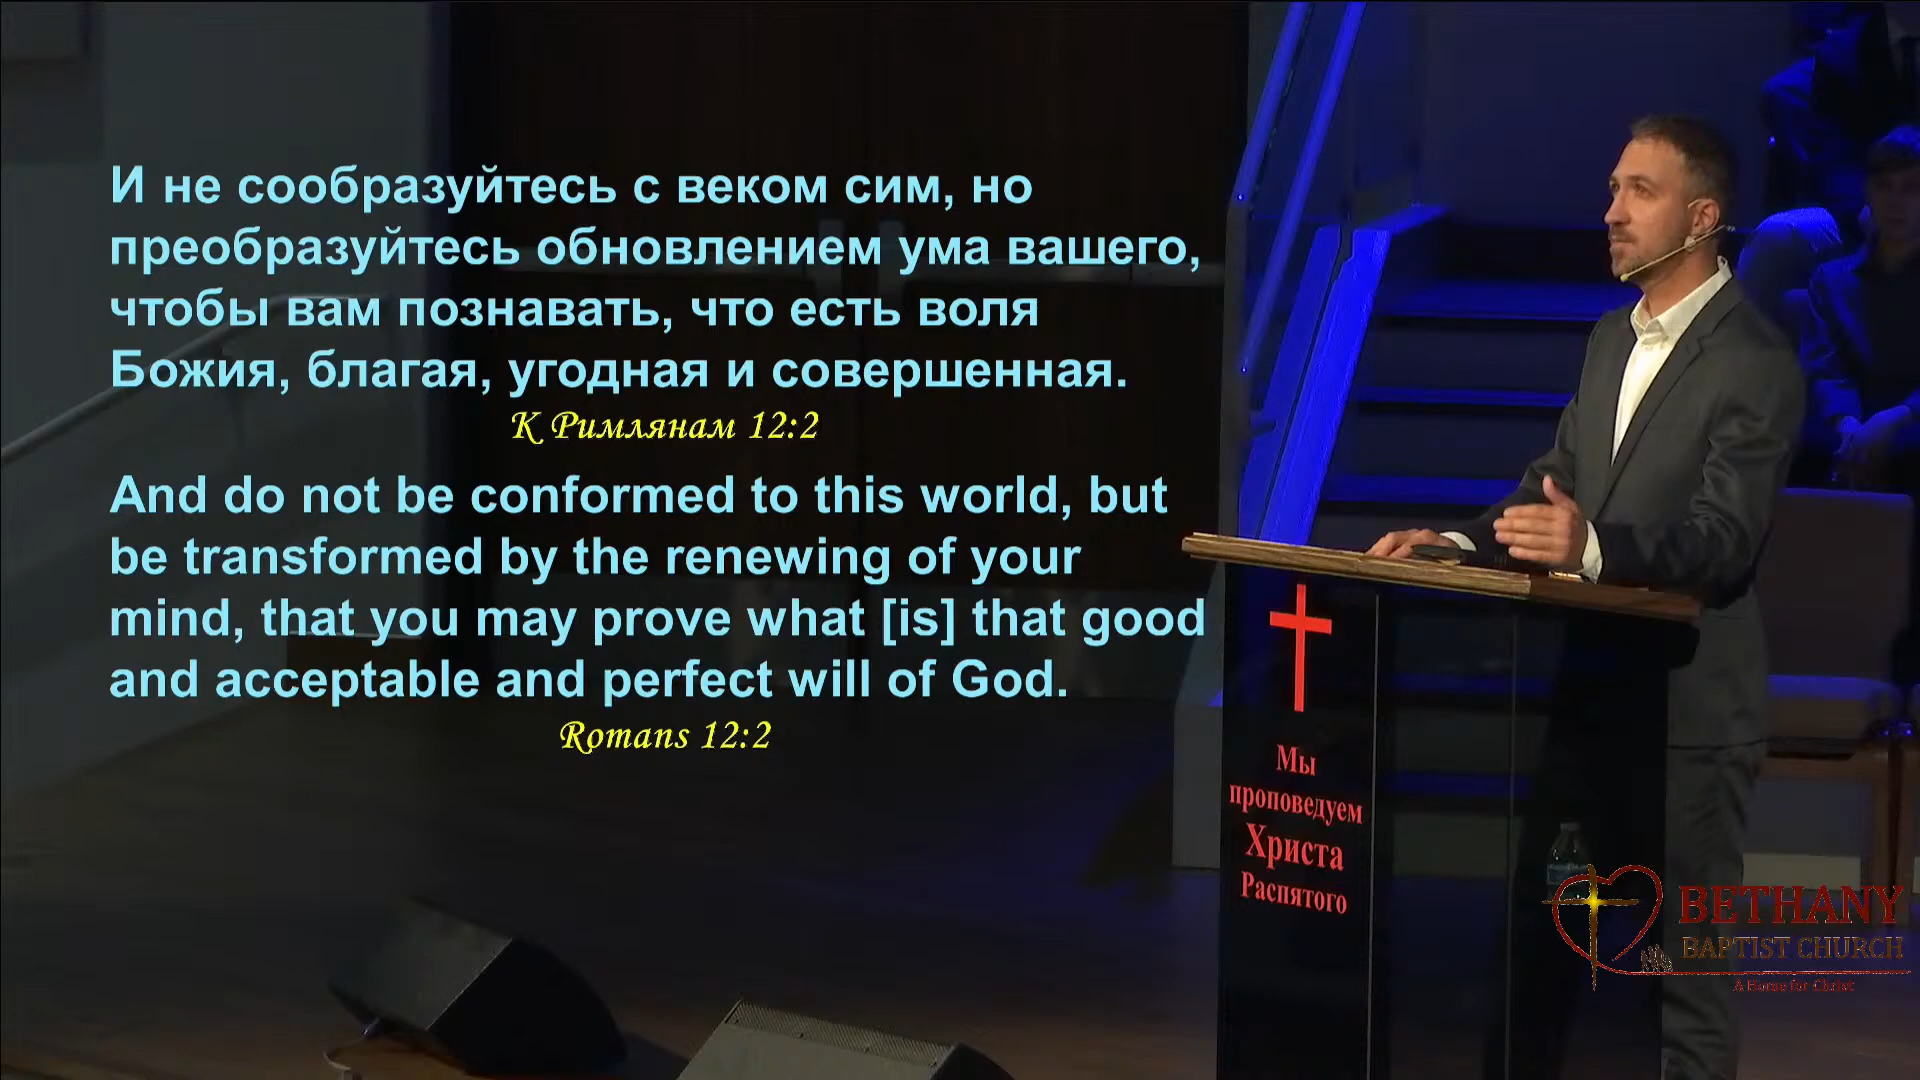 И не сообразуйтесь с веком сим, но
преобразуйтесь обновлением ума вашего,
чтобы вам познавать, что есть воля
Божия, благая, угодная и совершенная.
К Римлянам 12:2
And do not be conformed to this world, but
be transformed by the renewing of your
mind, that you may prove what [is] that good
and acceptable and perfect will of God.
Romans 12:2
Мы
проповедуем
Христа
Распятого
BETHANY
BAPTIST CHURCH
A Home for Christ